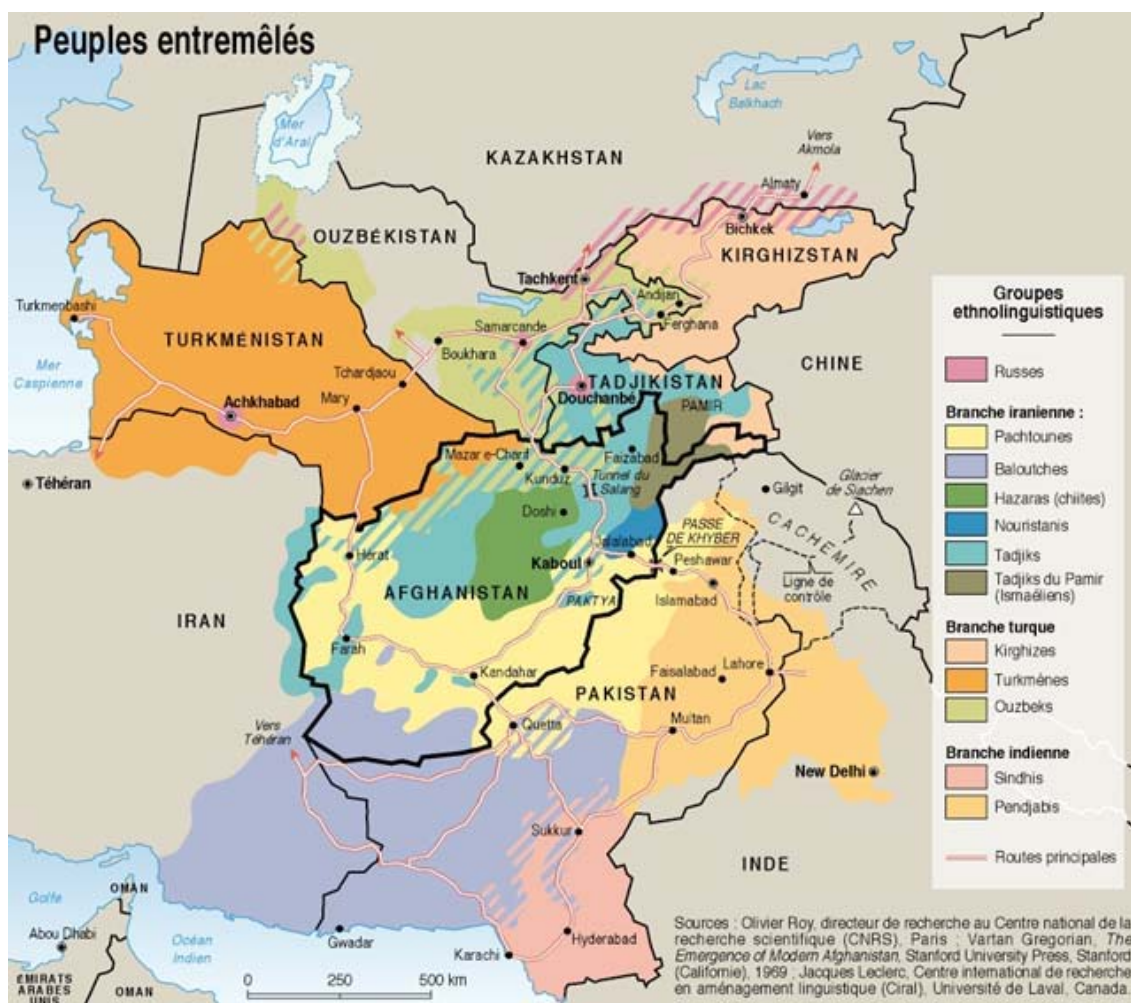 Peuples entremêlés
Mer
d'Aral
Lac
Balkhach
KAZAKHSTAN
Vers
Akmola
Almaty
Bichkek
OUZBÉKISTAN
KIRGHIZSTAN
Tachkent
Andijan
Ferghana
Turkmenbashi
TURKMÉNISTAN
Samarcande
Boukhara
CHINE
Mer
Caspienne
Tchardjaou
TADJIKISTAN
Douchanbé
Mary
Achkhabad
PAMIR
Téhéran
Mazar e-Charif
Faizabad
Kunduz
Tunnel du
Salang
Gilgit
Glacier
de Siachen
Doshi
CACHEMIRE
PASSE
DE KHYBER
Jalalabad
Hérat
Kaboul
Peshawar
Ligne de
contrôle
AFGHANISTAN
PAKTYA
Islamabad
IRAN
Farah
Kandahar
Faisalabad
Lahore
PAKISTAN
Vers
Téhéran
Quetta
Multan
New Delhi
Sukkur
INDE
OMAN
Golfe
Abou Dhabi
Océan
Indien
Gwadar
Karachi
Hyderabad
ÉMIRATS
ARABES
UNIS
OMAN
0 250 500 km
Groupes
ethnolinguistiques
Russes
Branche iranienne :
Pachtounes
Baloutches
Hazaras (chiites)
Nouristanis
Tadjiks
Tadjiks du Pamir
(Ismaéliens)
Branche turque
Kirghizes
Turkmènes
Ouzbeks
Branche indienne
Sindhis
Pendjabis
Routes principales
Sources : Olivier Roy, directeur de recherche au Centre national de la
recherche scientifique (CNRS), Paris ; Vartan Gregorian, The
Emergence of Modern Afghanistan, Stanford University Press, Stanford
(Californie), 1969 ; Jacques Leclerc, Centre international de recherche
en aménagement linguistique (Ciral), Université de Laval, Canada.